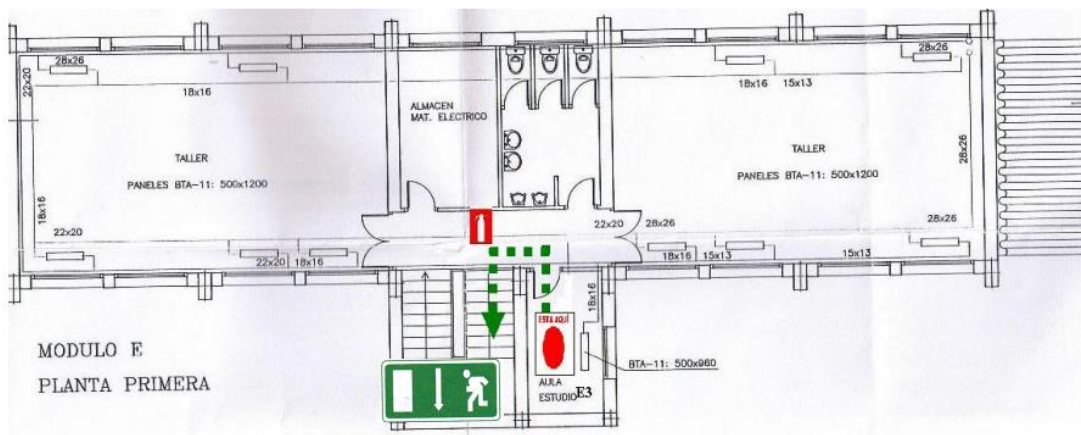 28x26
22x20
18x16
ALMACEN
MAT. ELECTRICO
TALLER
PANELES BTA-11: 500x1200
18x16
22x20
22x20
18x16
28x26
18x16
15x13
TALLER
PANELES BTA-11: 500x1200
28x26
22x20
28x26
28x26
18x16
15x13
15x13
18x16
ESTA AQUÍ
BTA-11: 500x960
AULA
ESTUDIO E3
MODULO E
PLANTA PRIMERA